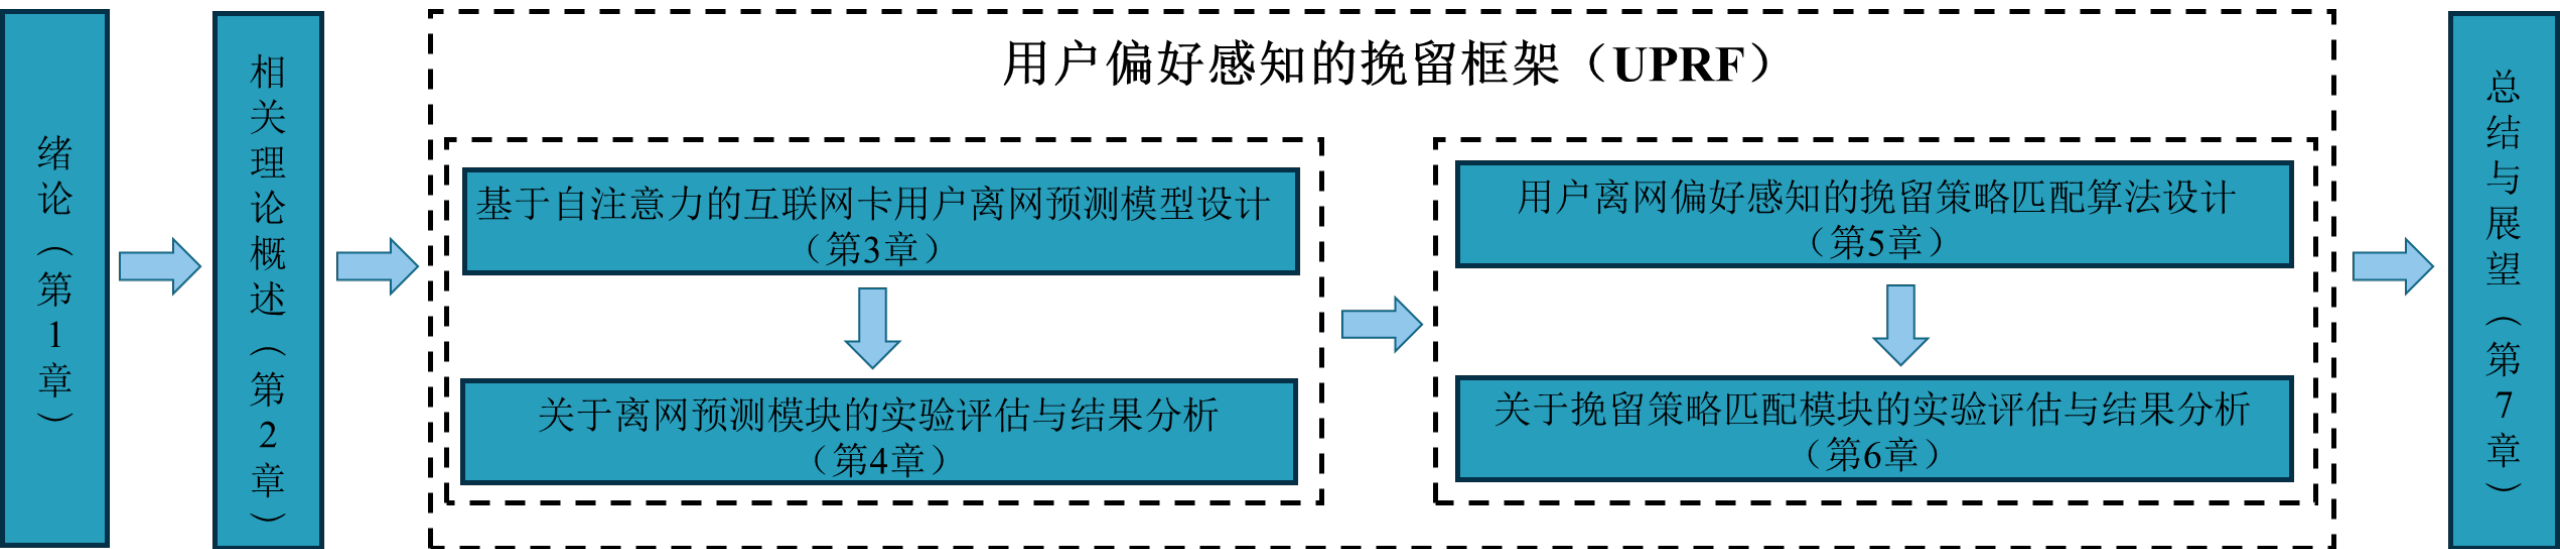 绪论（第1章）
相关理论概述（第2章）
用户偏好感知的挽留框架（UPRF）
基于自注意力的互联网卡用户离网预测模型设计
（第3章）
关于离网预测模块的实验评估与结果分析
（第4章）
用户离网偏好感知的挽留策略匹配算法设计
（第5章）
关于挽留策略匹配模块的实验评估与结果分析
（第6章）
总结与展望（第7章）